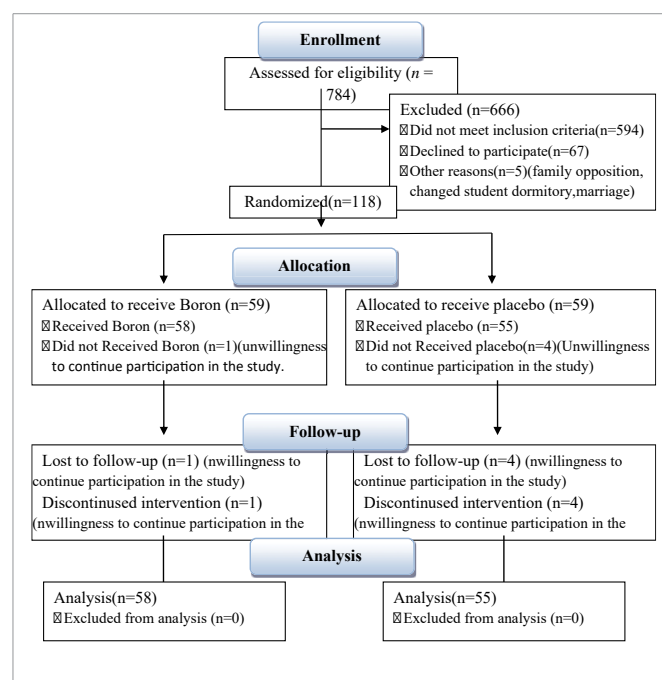 Enrollment
Assessed for eligibility (n =
784)
Excluded (n=666)
Did not meet inclusion criteria(n=594)
Declined to participate(n=67)
Other reasons(n=5)(family opposition,
changed student dormitory,marriage)
Randomized(n=118)
Allocation
Allocated to receive Boron (n=59)
Received Boron (n=58)
Did not Received Boron (n=1)(unwillingness
to continue participation in the study.
Allocated to receive placebo (n=59)
Received placebo (n=55)
Did not Received placebo(n=4)(Unwillingness
to continue participation in the study)
Follow-up
Lost to follow-up (n=1) (nwillingness to
continue participation in the study)
Discontinused intervention (n=1)
(nwillingness to continue participation in the
Lost to follow-up (n=4) (nwillingness to
continue participation in the study)
Discontinused intervention (n=4)
(nwillingness to continue participation in the
Analysis
Analysis(n=58)
Excluded from analysis (n=0)
Analysis(n=55)
Excluded from analysis (n=0)